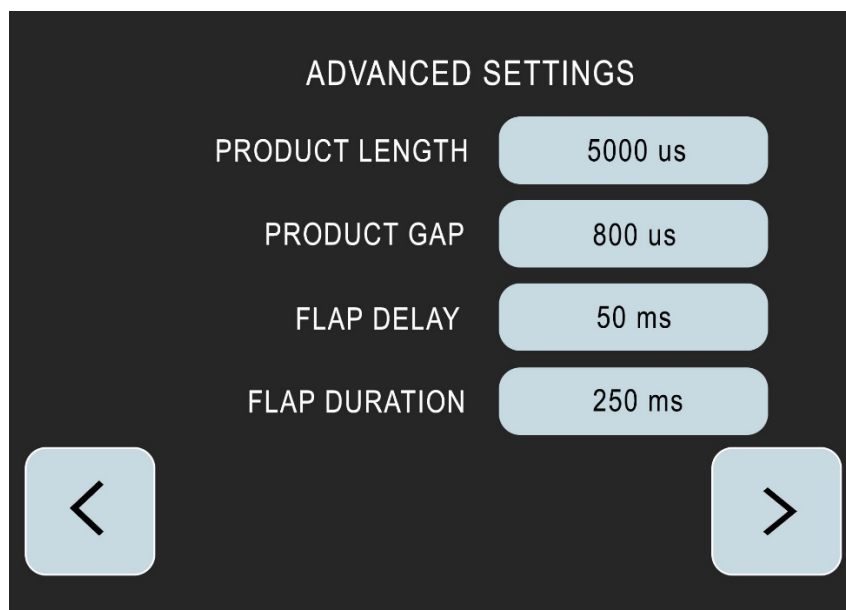 ADVANCED SETTINGS
PRODUCT LENGTH 5000 us
PRODUCT GAP 800 us
FLAP DELAY 50 ms
FLAP DURATION 250 ms
< >